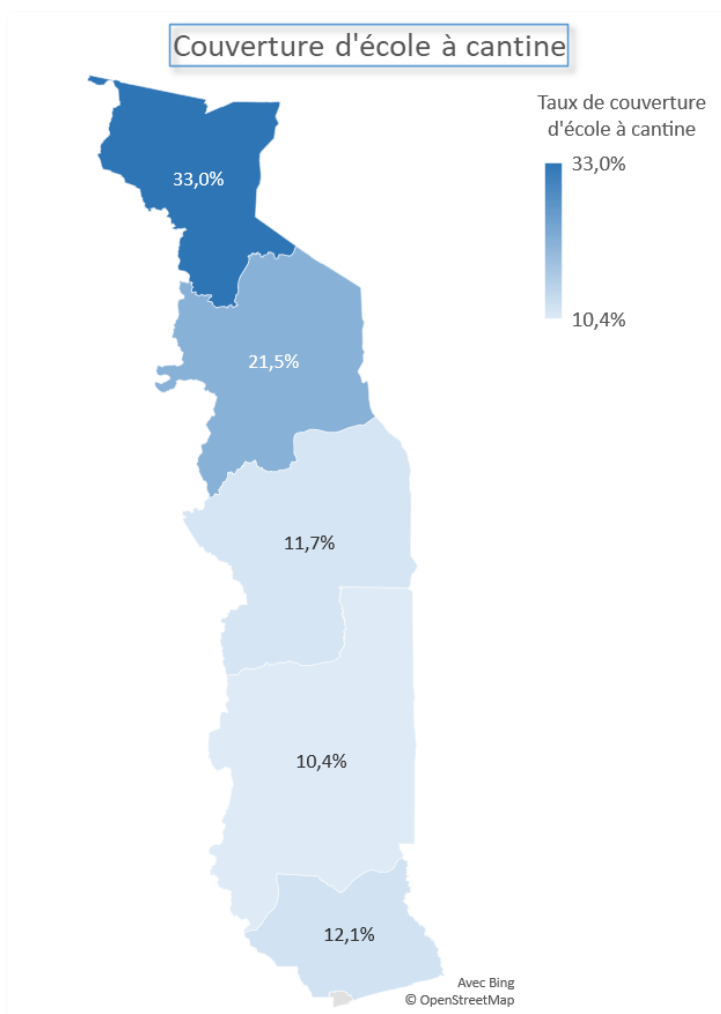 Couverture d'école à cantine
Taux de couverture
d'école à cantine
33,0%
10,4%
33,0%
21,5%
11,7%
10,4%
12,1%
Avec Bing
© OpenStreetMap